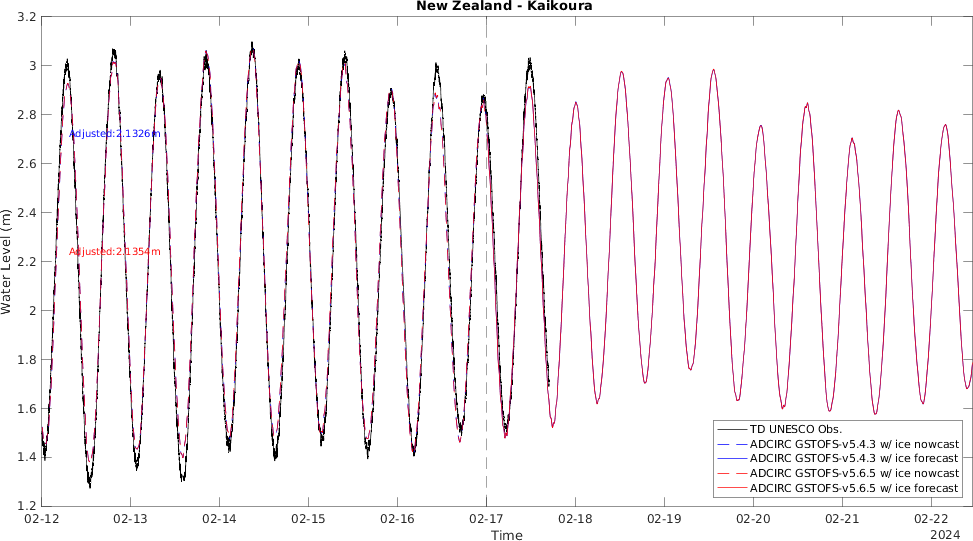 New Zealand - Kaikoura
3.2
3
2.8
2.6
2.4
2.2
2
1.8
1.6
1.4
1.2
Water Level (m)
Adjusted:2.1326m
Adjusted:2.1354m
TD UNESCO Obs.
ADCIRC GSTOFS-v5.4.3 w/ ice nowcast
ADCIRC GSTOFS-v5.4.3 w/ ice forecast
ADCIRC GSTOFS-v5.6.5 w/ ice nowcast
ADCIRC GSTOFS-v5.6.5 w/ ice forecast
02-12 02-13 02-14 02-15 02-16 02-17 02-18 02-19 02-20 02-21 02-22
Time
2024